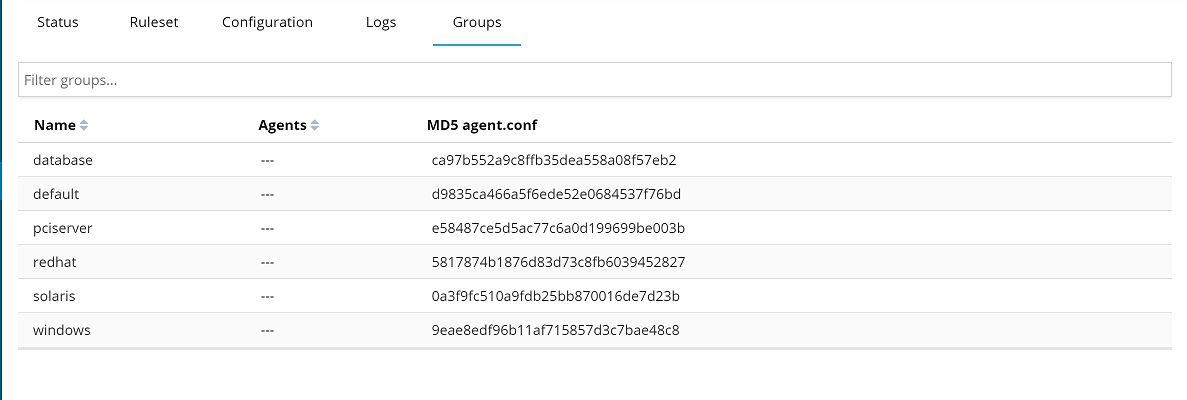 Status Ruleset Configuration Logs Groups
Filter groups...
Name Agents MD5 agent.conf
database --- ca97b552a9c8ffb35dea558a08f57eb2
default --- d9835ca466a5f6ede52e0684537f76bd
pciserver --- e58487ce5d5ac77c6a0d199699be003b
redhat --- 5817874b1876d83d73c8fb6039452827
solaris --- 0a3f9fc510a9fdb25bb870016de7d23b
windows --- 9eae8edf96b11af715857d3c7bae48c8